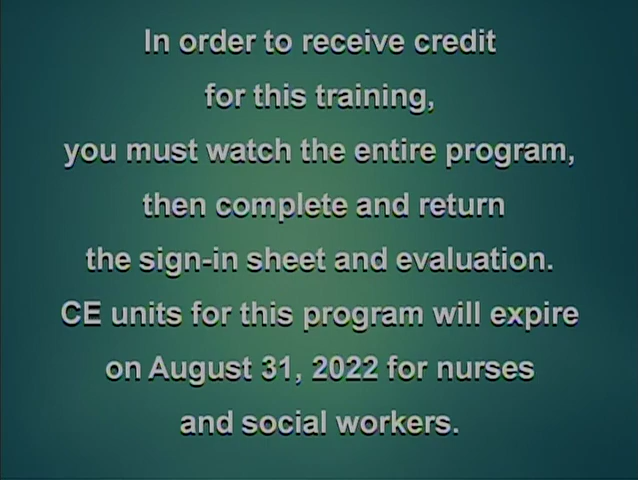 In order to receive credit
for this training,
you must watch the entire program,
then complete and return
the sign-in sheet and evaluation.
CE units for this program will expire
on August 31, 2022 for nurses
and social workers.